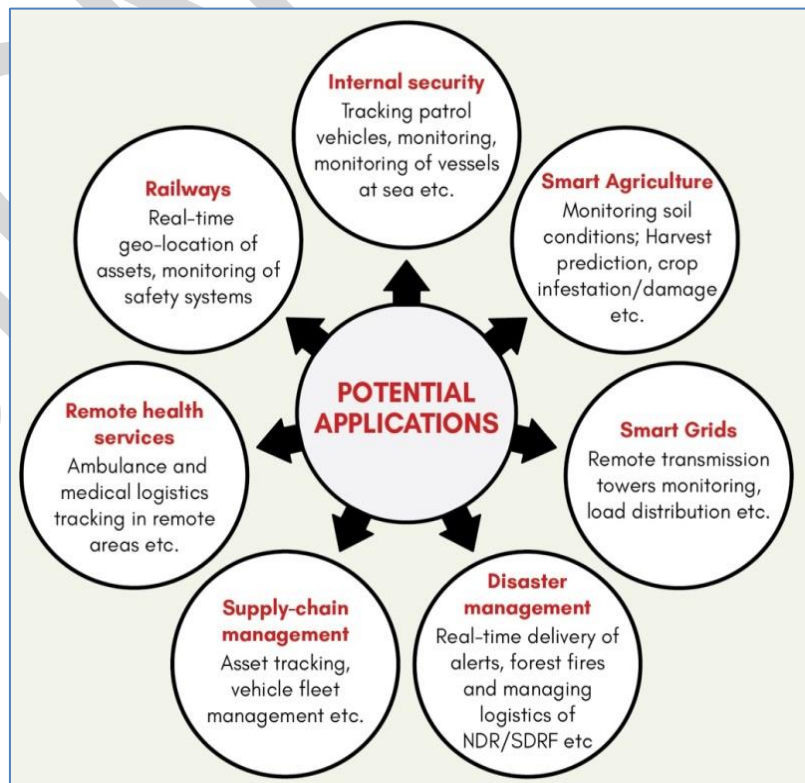 Internal security
Tracking patrol
vehicles, monitoring,
monitoring of vessels
at sea etc.
Smart Agriculture
Monitoring soil
conditions; Harvest
prediction, crop
infestation/damage
etc.
Smart Grids
Remote transmission
towers monitoring,
load distribution etc.
Disaster
management
Real-time delivery of
alerts, forest fires
and managing
logistics of
NDR/SDRF etc
Supply-chain
management
Asset tracking,
vehicle fleet
management etc.
Remote health
services
Ambulance and
medical logistics
tracking in remote
areas etc.
Railways
Real-time
geo-location of
assets, monitoring of
safety systems
POTENTIAL
APPLICATIONS